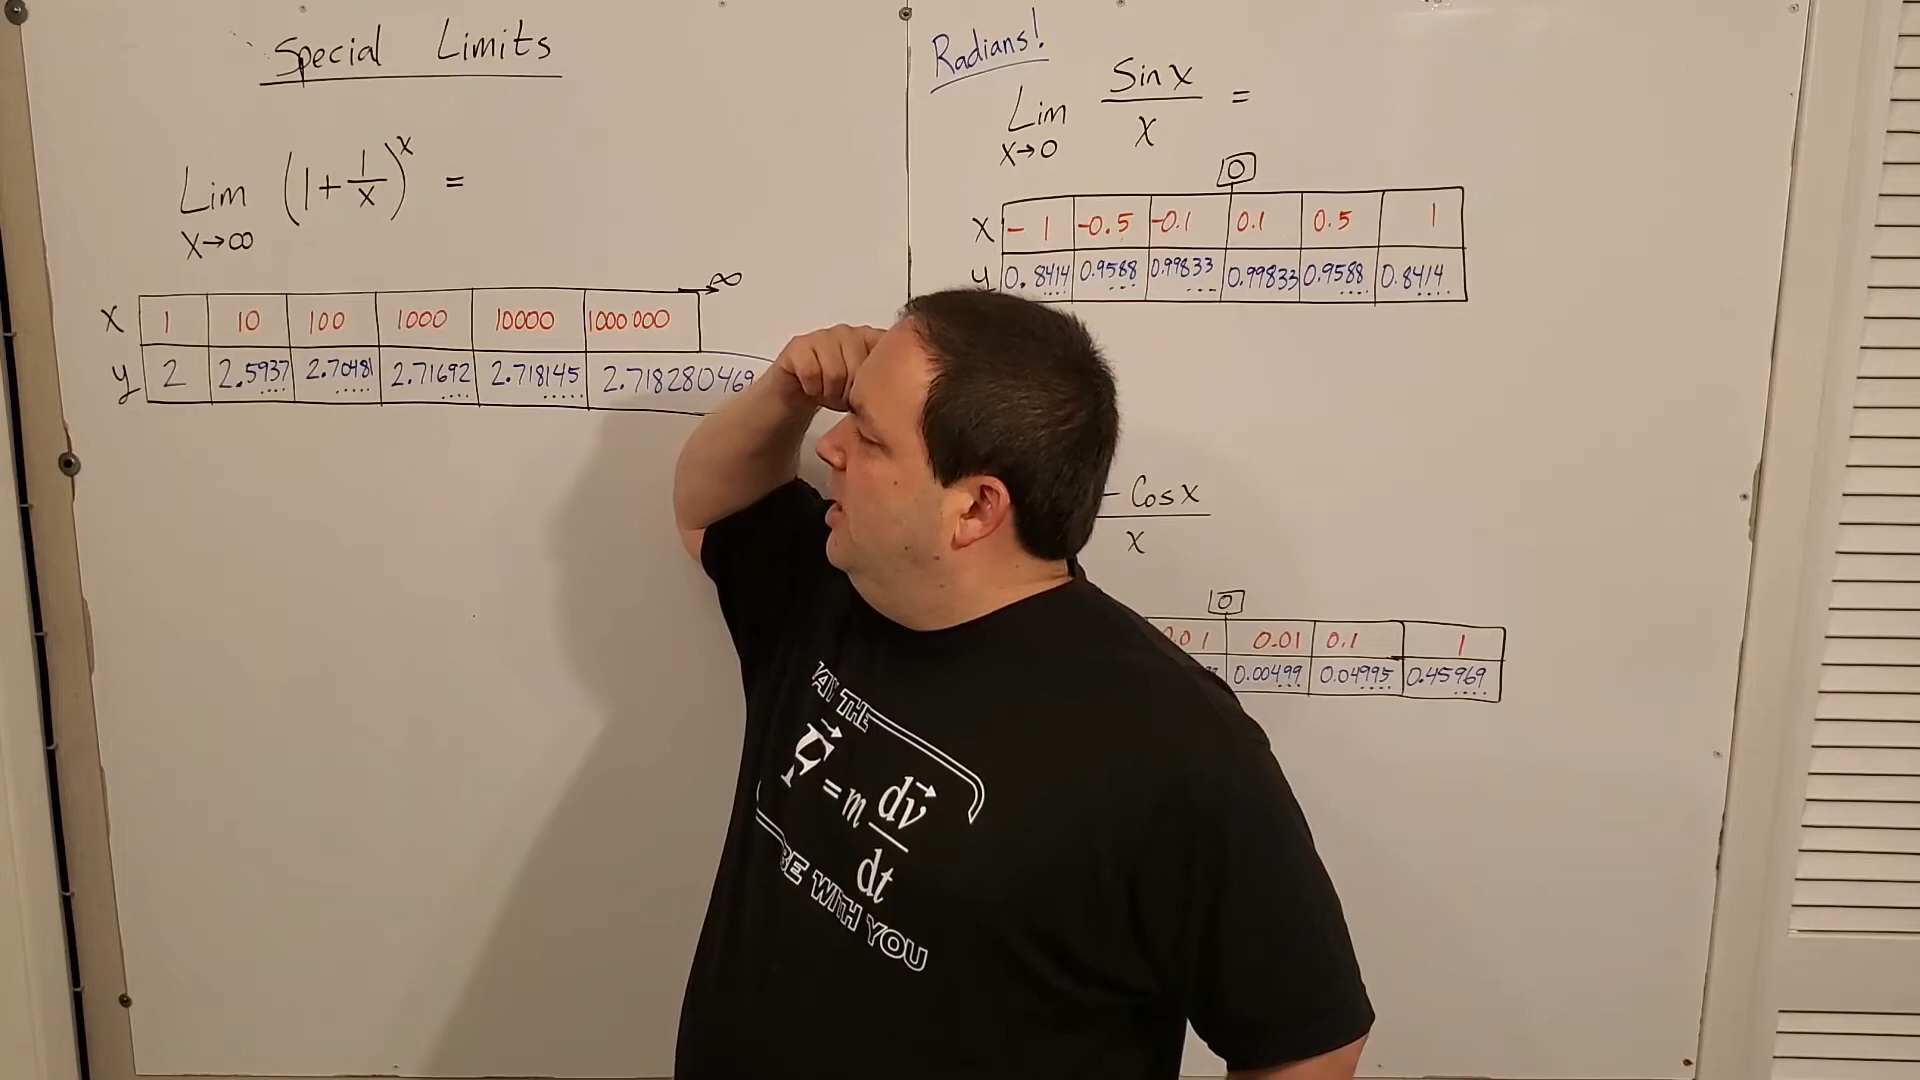 Special Limits
Lim (1+1/x)^x =
x→∞
→∞
x 1 10 100 1000 10000 1000000
y 2 2.5937.... 2.70481..... 2.71692.... 2.718145..... 2.718280469
Radians!
Lim Sin x / x =
x→0
0
x -1 -0.5 -0.1 0.1 0.5 1
y 0.8414.... 0.9588... 0.99833... 0.99833 0.9588... 0.8414....
- Cos x / x
0
0.01 0.1 1
0.00499... 0.04995.... 0.45969....
THE
F⃗ = m dv⃗/dt
BE WITH YOU